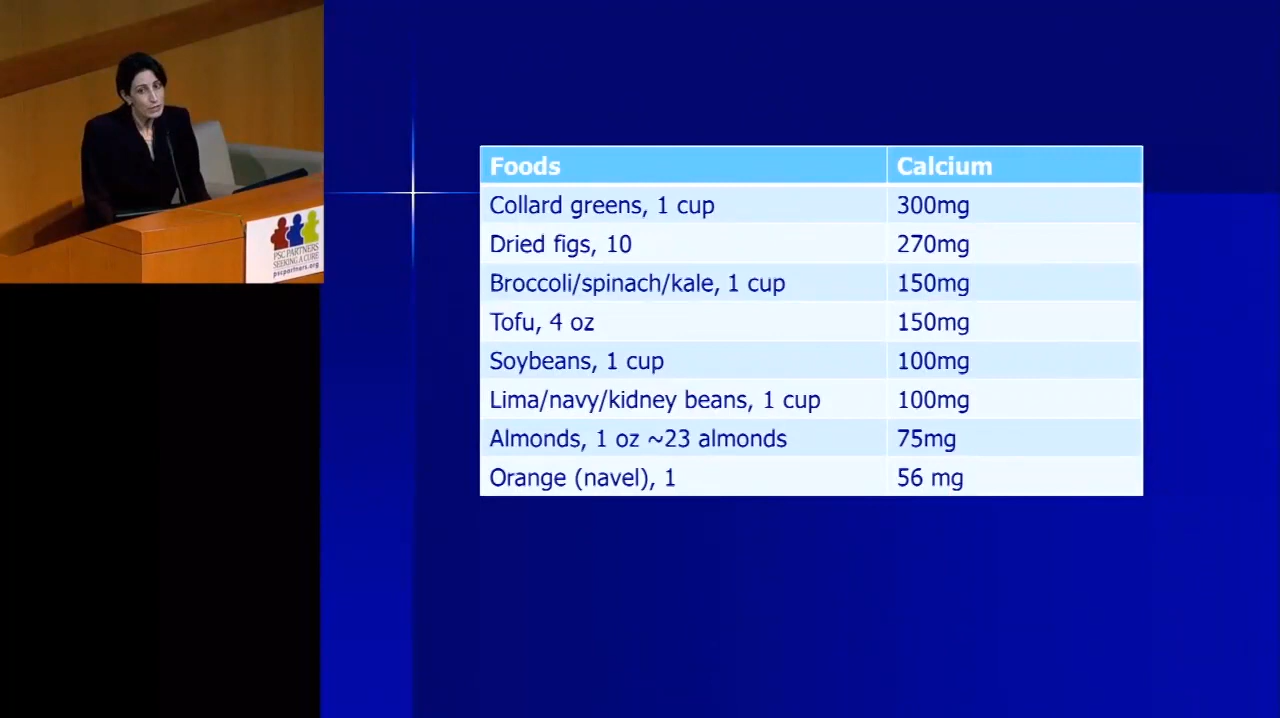 PSC PARTNERS
SEEKING A CURE
pscpartners.org
Foods Calcium
Collard greens, 1 cup 300mg
Dried figs, 10 270mg
Broccoli/spinach/kale, 1 cup 150mg
Tofu, 4 oz 150mg
Soybeans, 1 cup 100mg
Lima/navy/kidney beans, 1 cup 100mg
Almonds, 1 oz ~23 almonds 75mg
Orange (navel), 1 56 mg